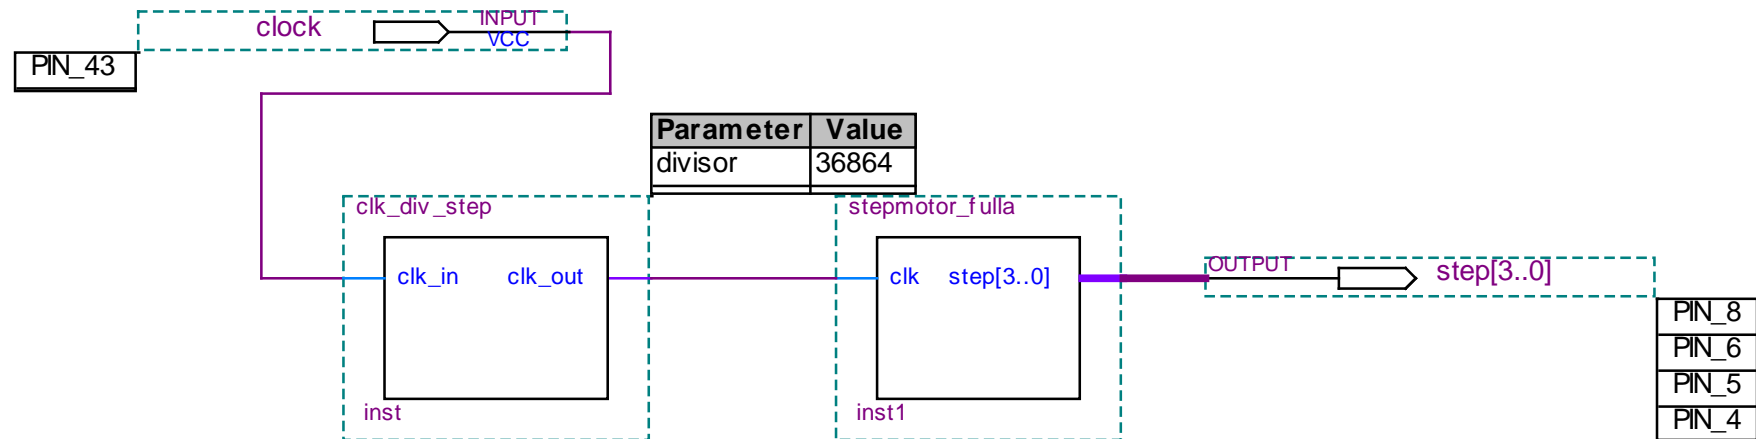 clock
INPUT
VCC
PIN_43
Parameter Value
divisor 36864
clk_div_step
clk_in clk_out
inst
stepmotor_fulla
clk step[3..0]
inst1
OUTPUT
step[3..0]
PIN_8
PIN_6
PIN_5
PIN_4